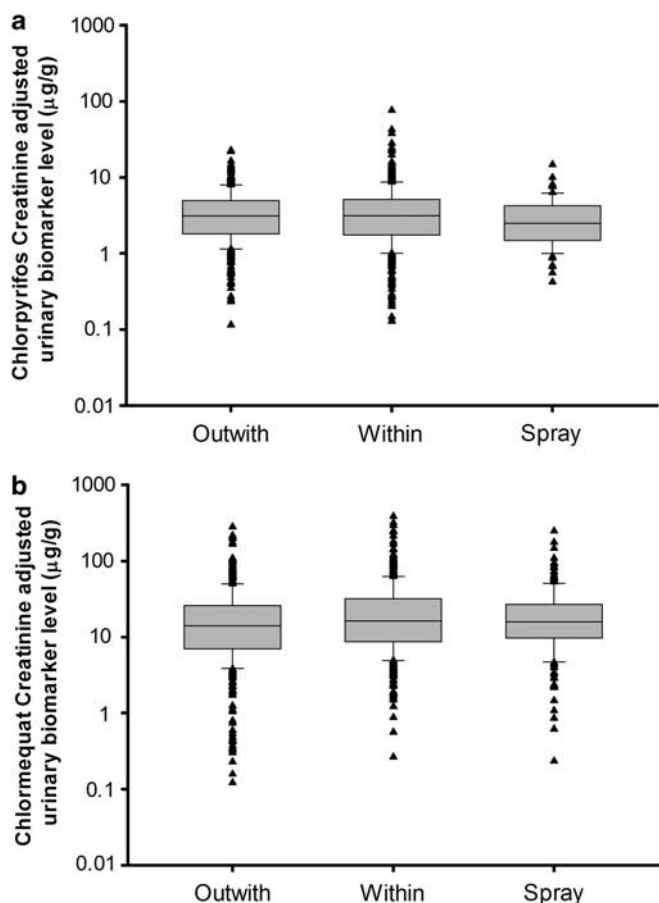 a
Chlorpyrifos Creatinine adjusted
urinary biomarker level (μg/g)
1000
100
10
1
0.1
0.01
Outwith Within Spray
b
Chlormequat Creatinine adjusted
urinary biomarker level (μg/g)
1000
100
10
1
0.1
0.01
Outwith Within Spray